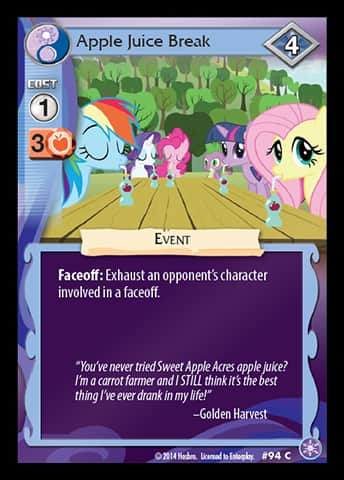 Apple Juice Break
4
COST
1
3
EVENT
Faceoff: Exhaust an opponent's character
involved in a faceoff.
"You've never tried Sweet Apple Acres apple juice?
I'm a carrot farmer and I STILL think it's the best
thing I've ever drank in my life!"
–Golden Harvest
© 2014 Hasbro. Licensed to Enterplay. #94 C